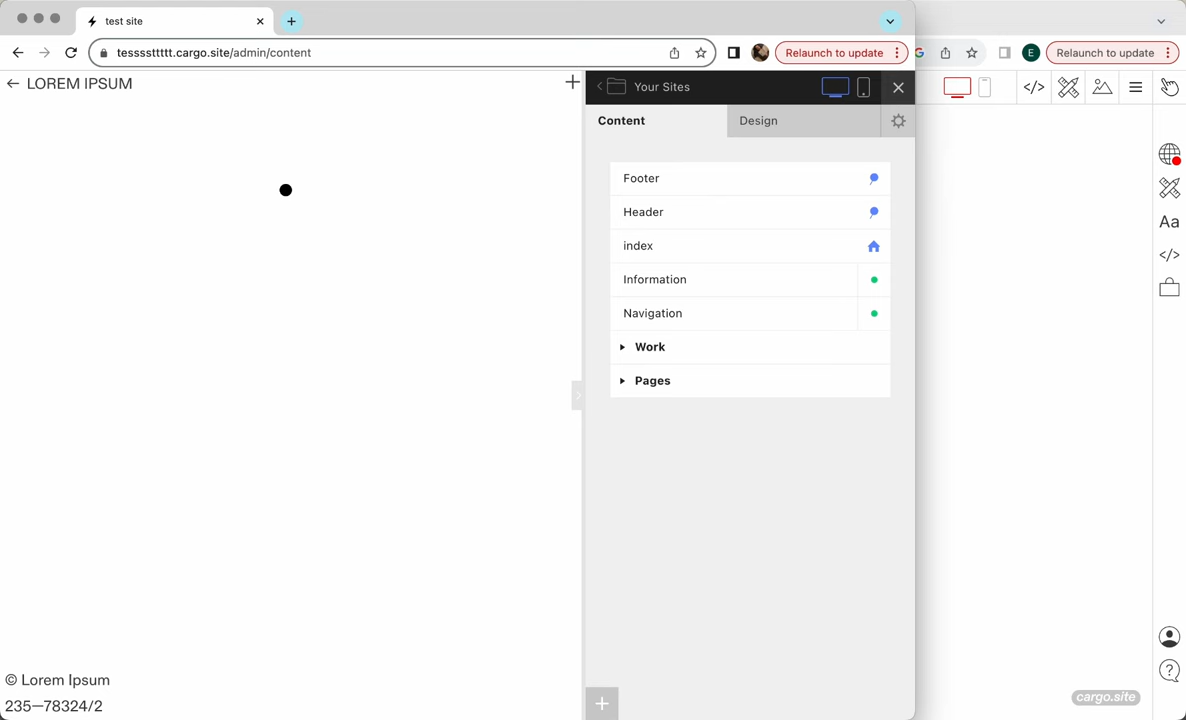 test site
tesssssttttt.cargo.site/admin/content
Relaunch to update
Relaunch to update
E
LOREM IPSUM
Your Sites
Content
Design
Footer
Header
index
Information
Navigation
Work
Pages
Aa
</>
</>
© Lorem Ipsum
235—78324/2
cargo.site